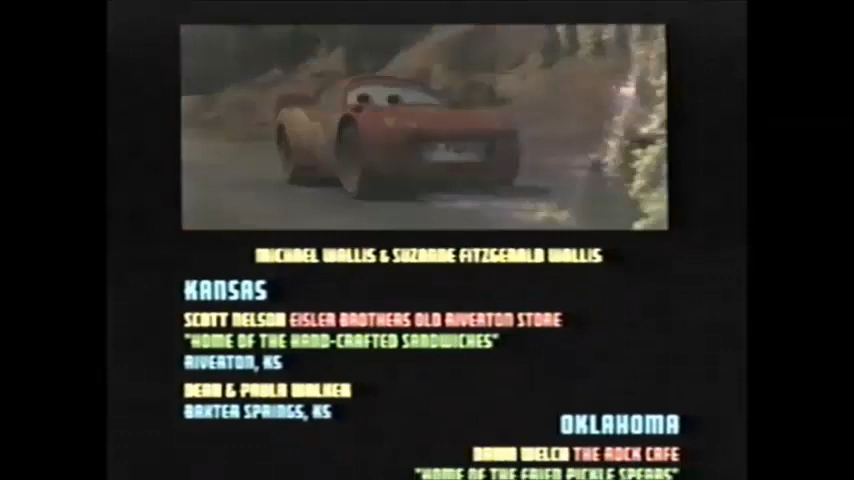 MICHAEL WALLIS & SUZANNE FITZGERALD WALLIS
KANSAS
SCOTT NELSON EISLER BROTHERS OLD RIVERTON STORE
"HOME OF THE HAND-CRAFTED SANDWICHES"
RIVERTON, KS
DEAN & PAULA WALKER
BAXTER SPRINGS, KS
OKLAHOMA
DAWN WELCH THE ROCK CAFE
"HOME OF THE FRIED PICKLE SPEARS"